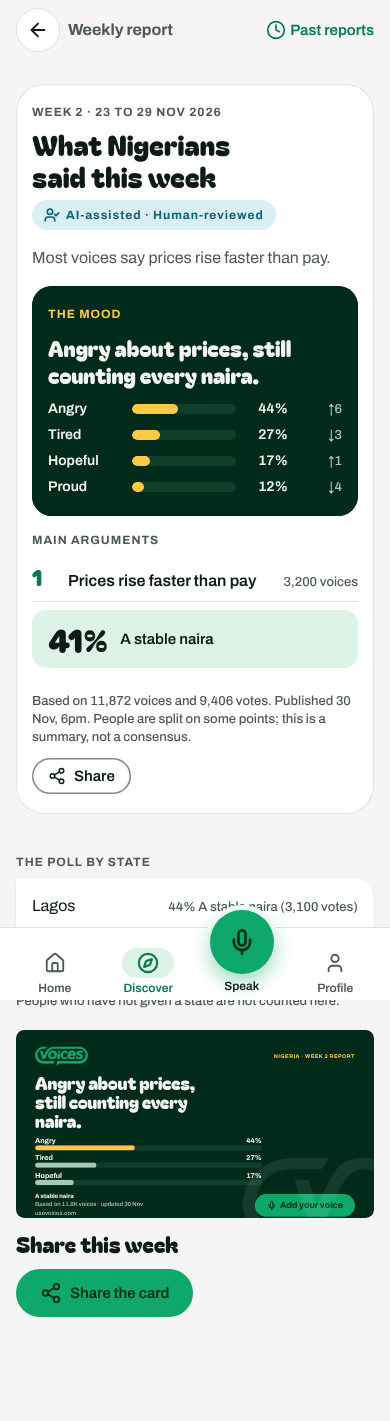 Weekly report
Past reports
WEEK 2 · 23 TO 29 NOV 2026
What Nigerians
said this week
AI-assisted · Human-reviewed
Most voices say prices rise faster than pay.
THE MOOD
Angry about prices, still
counting every naira.
Angry 44% ↑6
Tired 27% ↓3
Hopeful 17% ↑1
Proud 12% ↓4
MAIN ARGUMENTS
1 Prices rise faster than pay 3,200 voices
41% A stable naira
Based on 11,872 voices and 9,406 votes. Published 30
Nov, 6pm. People are split on some points; this is a
summary, not a consensus.
Share
THE POLL BY STATE
Lagos 44% A stable naira (3,100 voices)
Home Discover Speak Profile
People who have not given a state are not counted here.
Voices
NIGERIA · WEEK 2 REPORT
Angry about prices,
still counting every
naira.
Angry 44%
Tired 27%
Hopeful 17%
A stable naira
Based on 11.9K voices · updated 30 Nov
usevoices.com
Add your voice
Share this week
Share the card